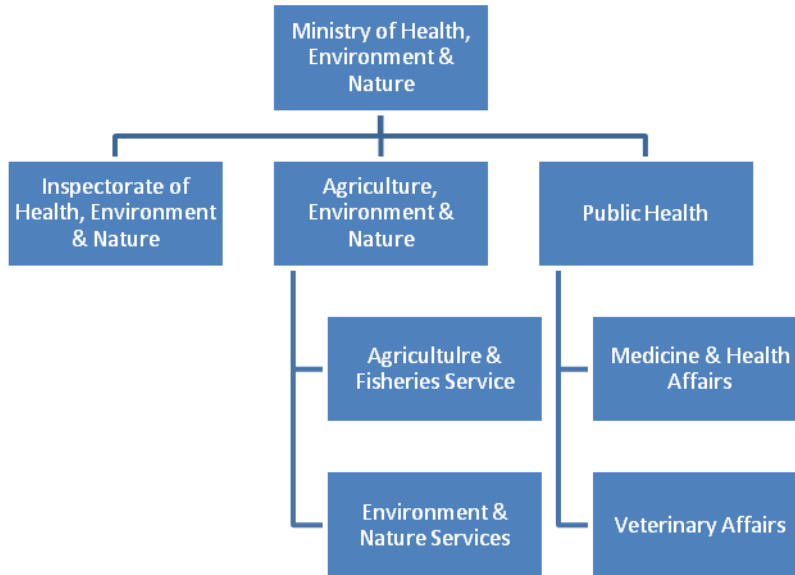 Ministry of Health,
Environment &
Nature
Inspectorate of
Health, Environment
& Nature
Agriculture,
Environment &
Nature
Public Health
Agricultulre &
Fisheries Service
Medicine & Health
Affairs
Environment &
Nature Services
Veterinary Affairs